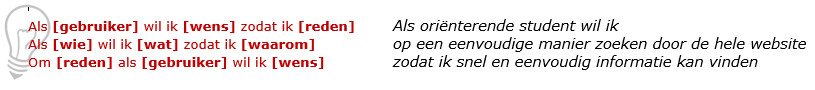 Als [gebruiker] wil ik [wens] zodat ik [reden]
Als [wie] wil ik [wat] zodat ik [waarom]
Om [reden] als [gebruiker] wil ik [wens]
Als oriënterende student wil ik
op een eenvoudige manier zoeken door de hele website
zodat ik snel en eenvoudig informatie kan vinden